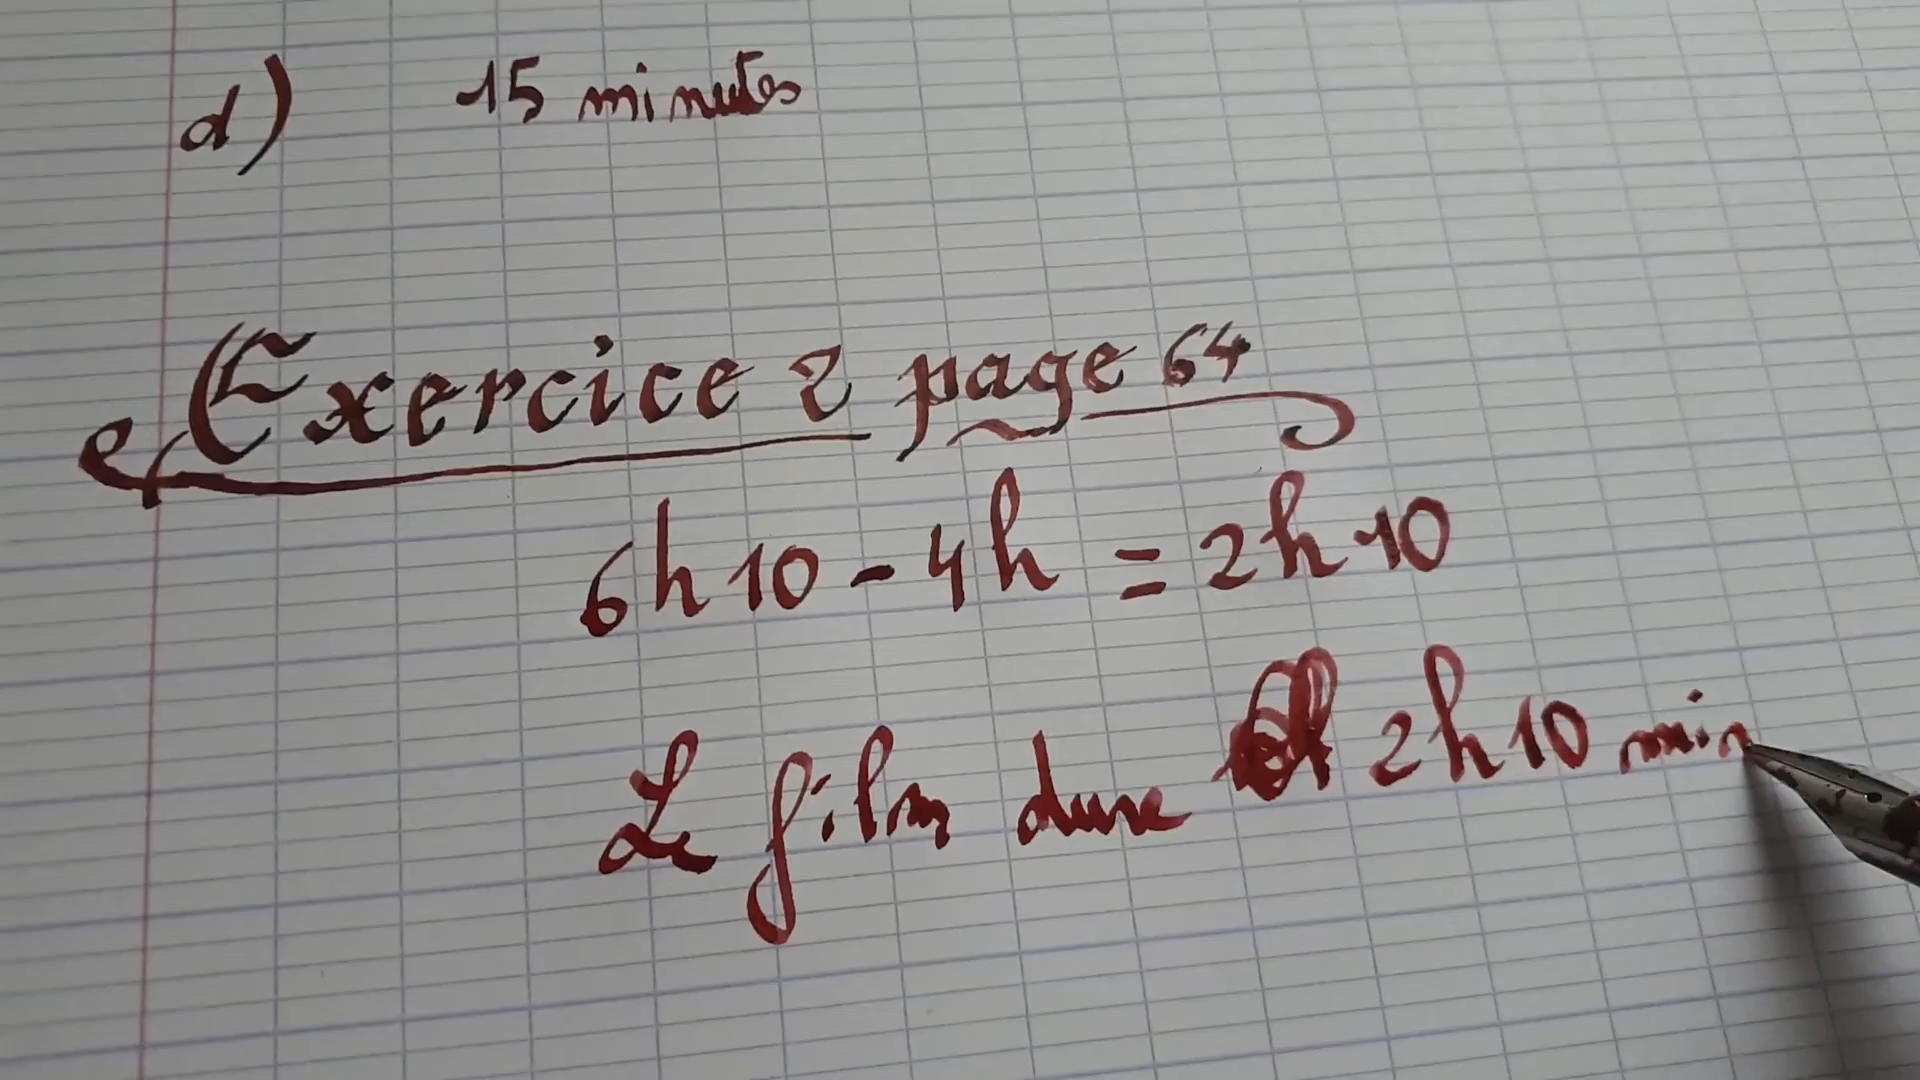 d) 15 minutes
Exercice 2 page 64
6h10 - 4h = 2h10
Le film dure 2h10 min